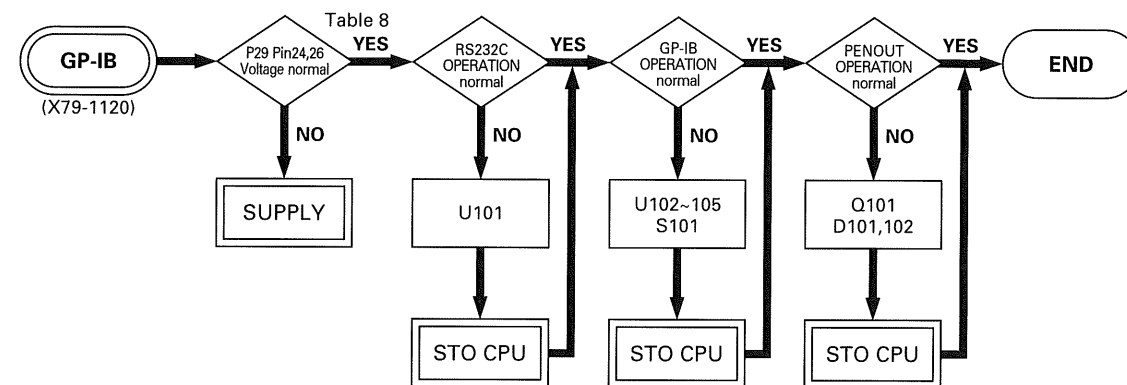 Table 8
GP-IB
(X79-1120)
P29 Pin24,26
Voltage normal
YES
NO
SUPPLY
RS232C
OPERATION
normal
YES
NO
U101
STO CPU
GP-IB
OPERATION
normal
YES
NO
U102~105
S101
STO CPU
PENOUT
OPERATION
normal
YES
NO
Q101
D101,102
STO CPU
END